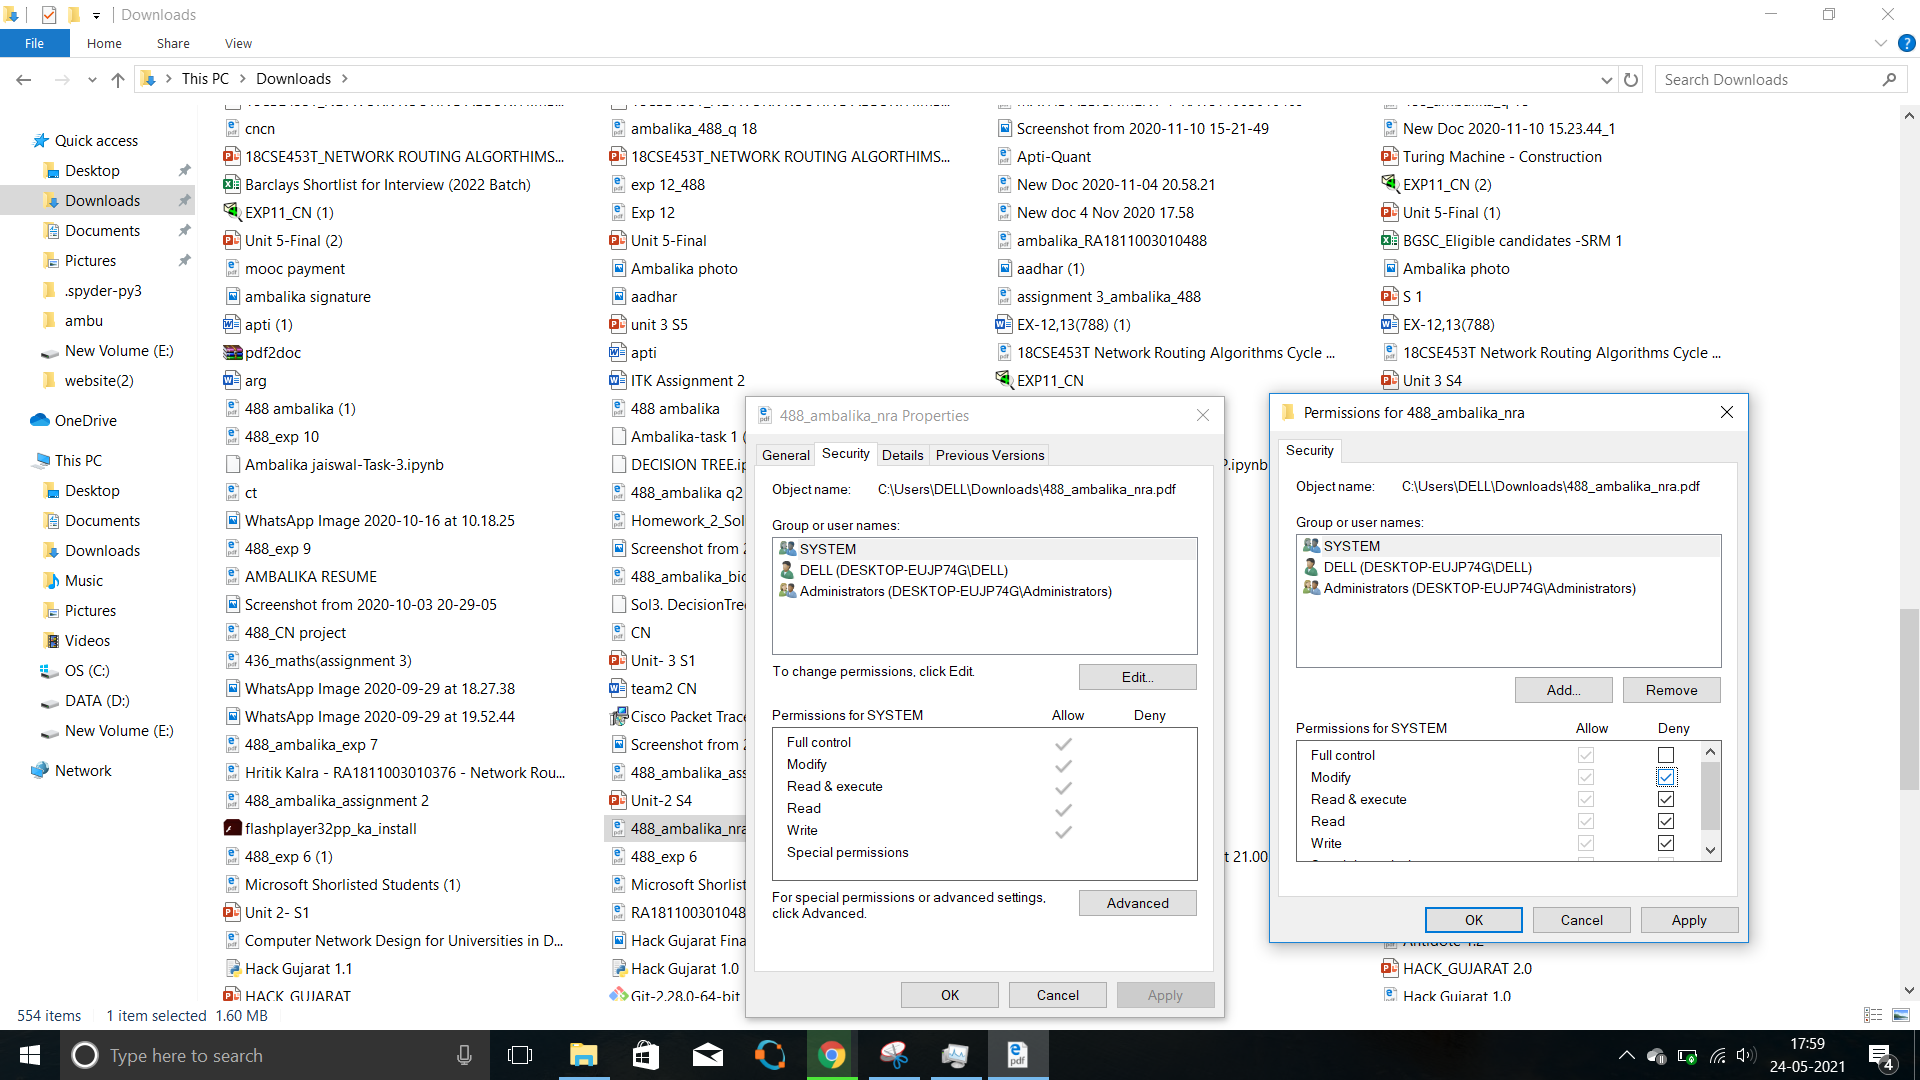 Downloads
File
Home
Share
View
This PC
Downloads
Search Downloads
Quick access
Desktop
Downloads
Documents
Pictures
.spyder-py3
ambu
New Volume (E:)
website(2)
OneDrive
This PC
Desktop
Documents
Downloads
Music
Pictures
Videos
OS (C:)
DATA (D:)
New Volume (E:)
Network
cncn
18CSE453T_NETWORK ROUTING ALGORTHIMS...
Barclays Shortlist for Interview (2022 Batch)
EXP11_CN (1)
Unit 5-Final (2)
mooc payment
ambalika signature
apti (1)
pdf2doc
arg
488 ambalika (1)
488_exp 10
Ambalika jaiswal-Task-3.ipynb
ct
WhatsApp Image 2020-10-16 at 10.18.25
488_exp 9
AMBALIKA RESUME
Screenshot from 2020-10-03 20-29-05
488_CN project
436_maths(assignment 3)
WhatsApp Image 2020-09-29 at 18.27.38
WhatsApp Image 2020-09-29 at 19.52.44
488_ambalika_exp 7
Hritik Kalra - RA1811003010376 - Network Rou...
488_ambalika_assignment 2
flashplayer32pp_ka_install
488_exp 6 (1)
Microsoft Shorlisted Students (1)
Unit 2- S1
Computer Network Design for Universities in D...
Hack Gujarat 1.1
HACK_GUJARAT
ambalika_488_q 18
18CSE453T_NETWORK ROUTING ALGORTHIMS...
exp 12_488
Exp 12
Unit 5-Final
Ambalika photo
aadhar
unit 3 S5
apti
ITK Assignment 2
488 ambalika
Ambalika-task 1 (
DECISION TREE.ip
488_ambalika q2
Homework_2_Sol
Screenshot from 2
488_ambalika_bio
Sol3. DecisionTree
CN
Unit- 3 S1
team2 CN
Cisco Packet Trace
Screenshot from 2
488_ambalika_ass
Unit-2 S4
488_ambalika_nra
488_exp 6
Microsoft Shorlist
RA181100301048
Hack Gujarat Fina
Hack Gujarat 1.0
Git-2.28.0-64-bit
Screenshot from 2020-11-10 15-21-49
Apti-Quant
New Doc 2020-11-04 20.58.21
New doc 4 Nov 2020 17.58
ambalika_RA1811003010488
aadhar (1)
assignment 3_ambalika_488
EX-12,13(788) (1)
18CSE453T Network Routing Algorithms Cycle ...
EXP11_CN
P.ipynb
t 21.00
New Doc 2020-11-10 15.23.44_1
Turing Machine - Construction
EXP11_CN (2)
Unit 5-Final (1)
BGSC_Eligible candidates -SRM 1
Ambalika photo
S 1
EX-12,13(788)
18CSE453T Network Routing Algorithms Cycle ...
Unit 3 S4
HACK_GUJARAT 2.0
Hack Gujarat 1.0
488_ambalika_nra Properties
General
Security
Details
Previous Versions
Object name: C:\Users\DELL\Downloads\488_ambalika_nra.pdf
Group or user names:
SYSTEM
DELL (DESKTOP-EUJP74G\DELL)
Administrators (DESKTOP-EUJP74G\Administrators)
To change permissions, click Edit.
Edit...
Permissions for SYSTEM Allow Deny
Full control
Modify
Read & execute
Read
Write
Special permissions
For special permissions or advanced settings,
click Advanced.
Advanced
OK
Cancel
Apply
Permissions for 488_ambalika_nra
Security
Object name: C:\Users\DELL\Downloads\488_ambalika_nra.pdf
Group or user names:
SYSTEM
DELL (DESKTOP-EUJP74G\DELL)
Administrators (DESKTOP-EUJP74G\Administrators)
Add...
Remove
Permissions for SYSTEM Allow Deny
Full control
Modify
Read & execute
Read
Write
OK
Cancel
Apply
554 items 1 item selected 1.60 MB
Type here to search
17:59
24-05-2021
4